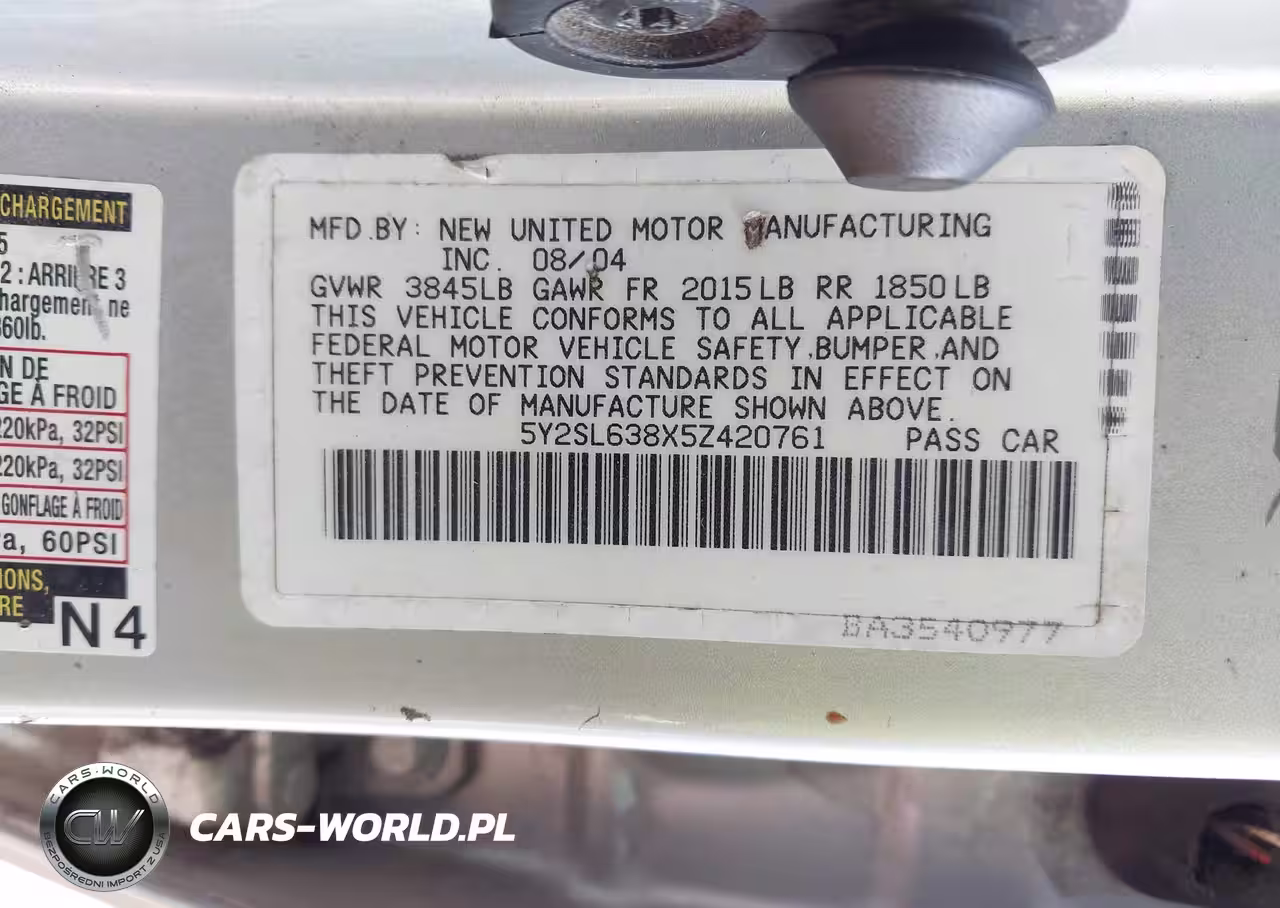 CHARGEMENT
5
2 : ARRIÈRE 3
hargement ne
360lb.
N DE
GE À FROID
220kPa, 32PSI
220kPa, 32PSI
GONFLAGE À FROID
a, 60PSI
IONS,
RE
N4
MFD.BY: NEW UNITED MOTOR MANUFACTURING
INC. 08/04
GVWR 3845LB GAWR FR 2015LB RR 1850LB
THIS VEHICLE CONFORMS TO ALL APPLICABLE
FEDERAL MOTOR VEHICLE SAFETY,BUMPER,AND
THEFT PREVENTION STANDARDS IN EFFECT ON
THE DATE OF MANUFACTURE SHOWN ABOVE.
5Y2SL638X5Z420761 PASS CAR
BA3540977
CARS-WORLD
CW
BEZPOŚREDNI IMPORT Z USA
CARS-WORLD.PL